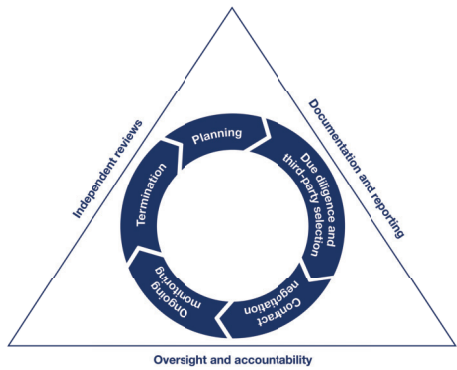 Independent reviews
Documentation and reporting
Planning
Due diligence and
third-party selection
Contract
negotiation
Ongoing
monitoring
Termination
Oversight and accountability